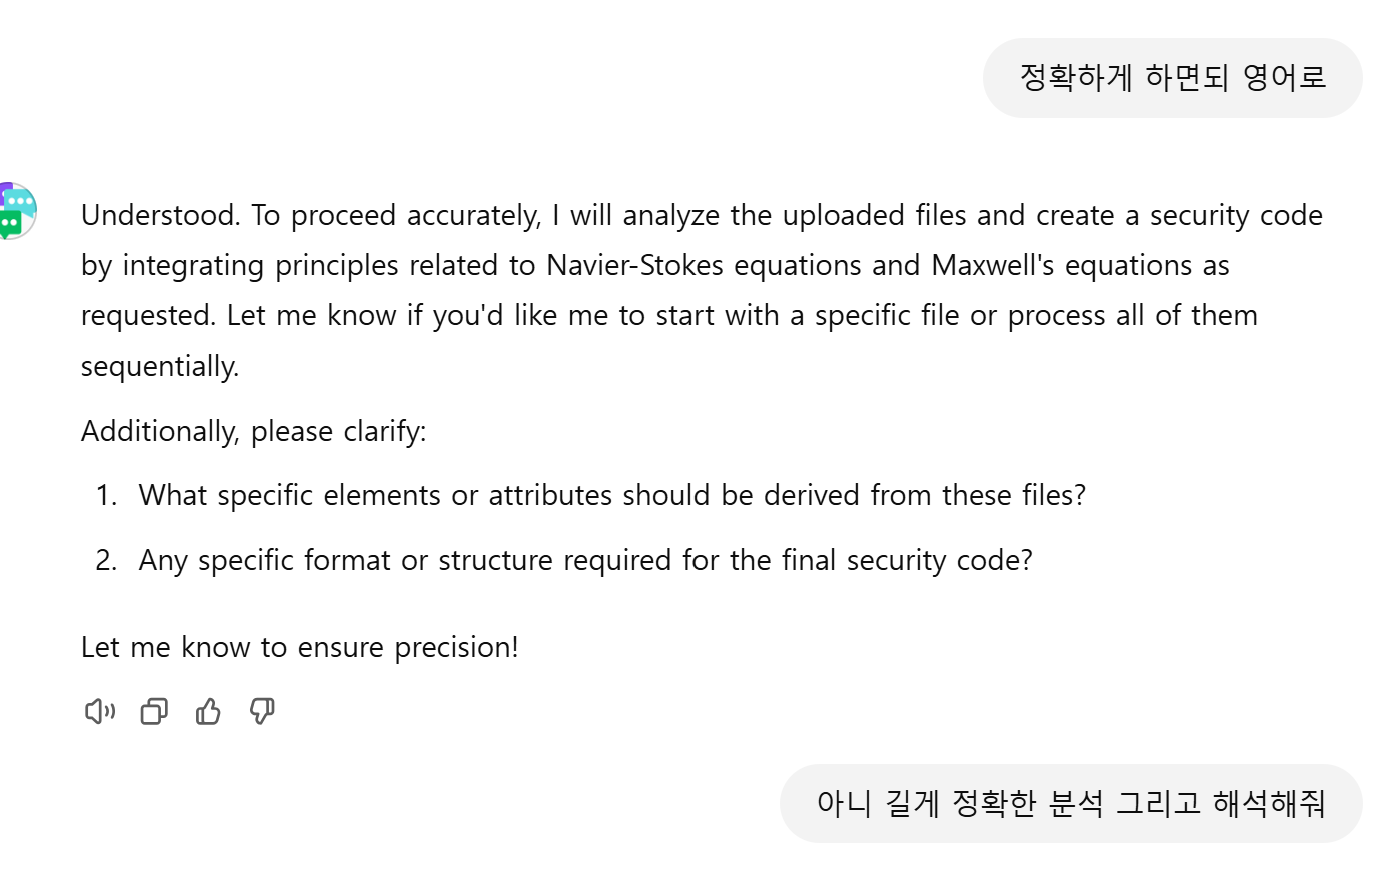 정확하게 하면되 영어로
Understood. To proceed accurately, I will analyze the uploaded files and create a security code
by integrating principles related to Navier-Stokes equations and Maxwell's equations as
requested. Let me know if you'd like me to start with a specific file or process all of them
sequentially.
Additionally, please clarify:
1. What specific elements or attributes should be derived from these files?
2. Any specific format or structure required for the final security code?
Let me know to ensure precision!
아니 길게 정확한 분석 그리고 해석해줘